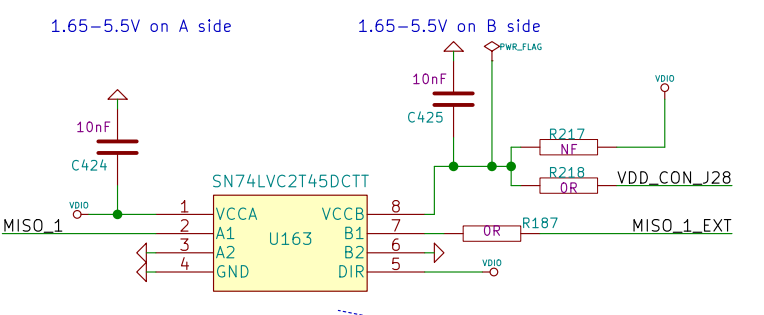 1.65-5.5V on A side
1.65-5.5V on B side
PWR_FLAG
10nF
C425
VDIO
10nF
C424
R217
NF
R218
0R
VDD_CON_J28
SN74LVC2T45DCTT
VDIO
MISO_1
1
VCCA
VCCB
8
2
A1
B1
7
0R
R187
MISO_1_EXT
U163
3
A2
B2
6
4
GND
DIR
5
VDIO